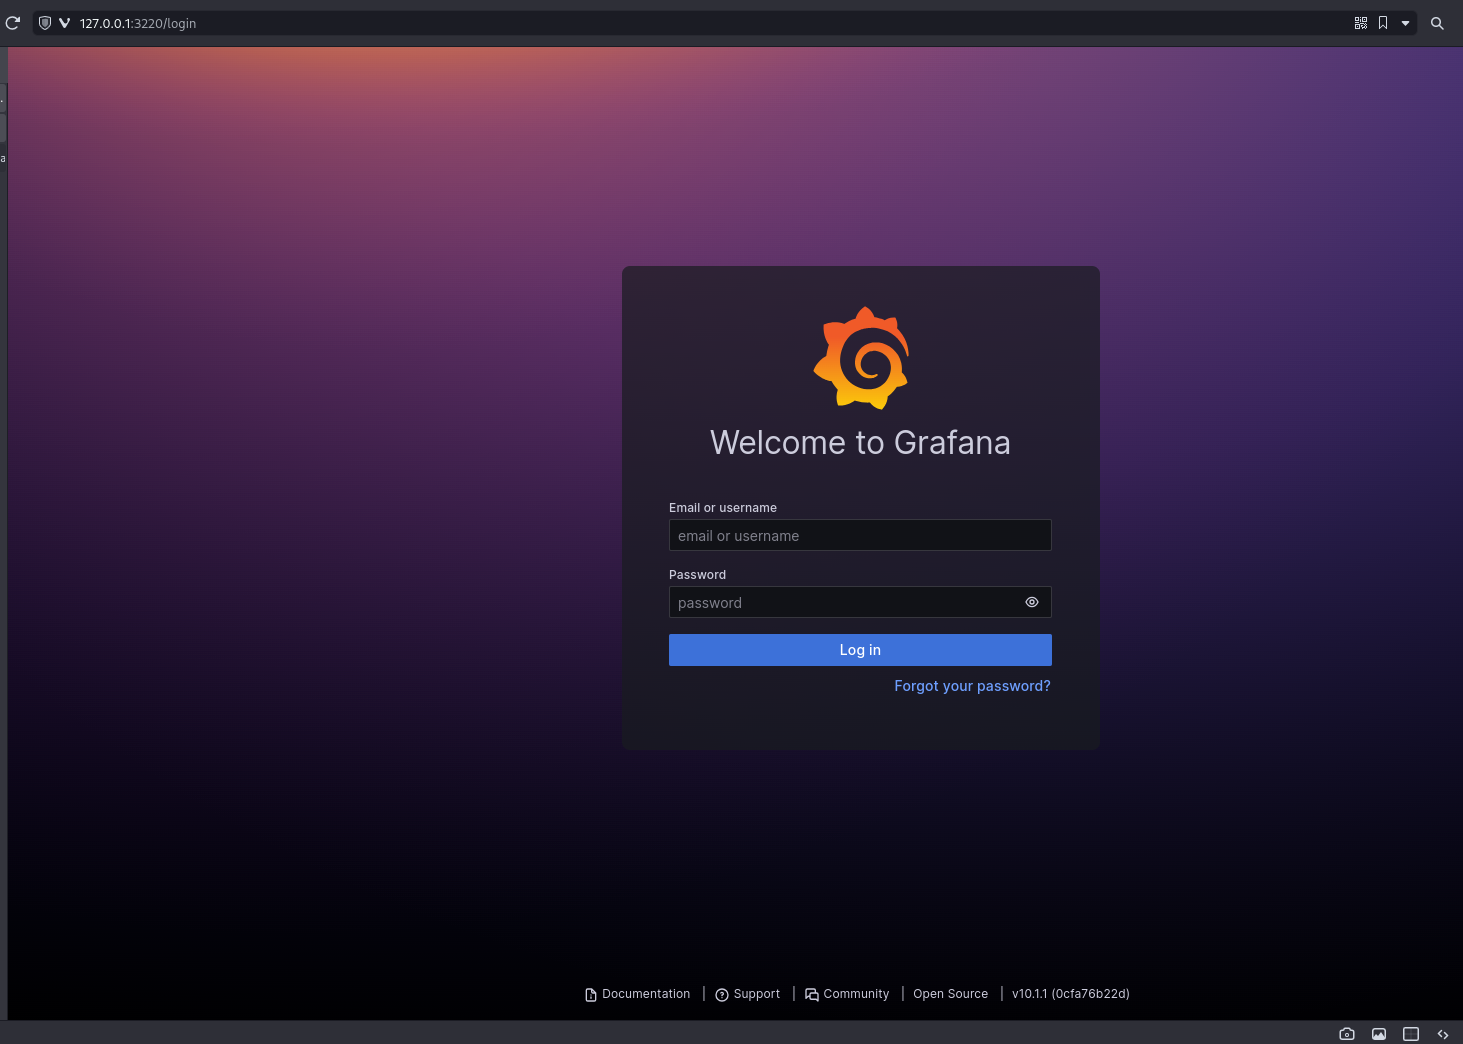 127.0.0.1:3220/login
a
Welcome to Grafana
Email or username
email or username
Password
password
Log in
Forgot your password?
Documentation | Support | Community | Open Source | v10.1.1 (0cfa76b22d)